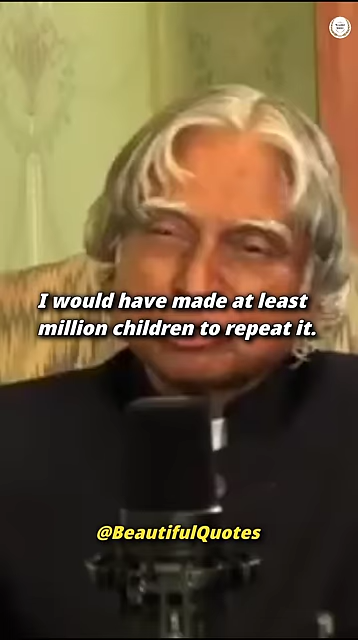 I would have made at least
million children to repeat it.
@BeautifulQuotes